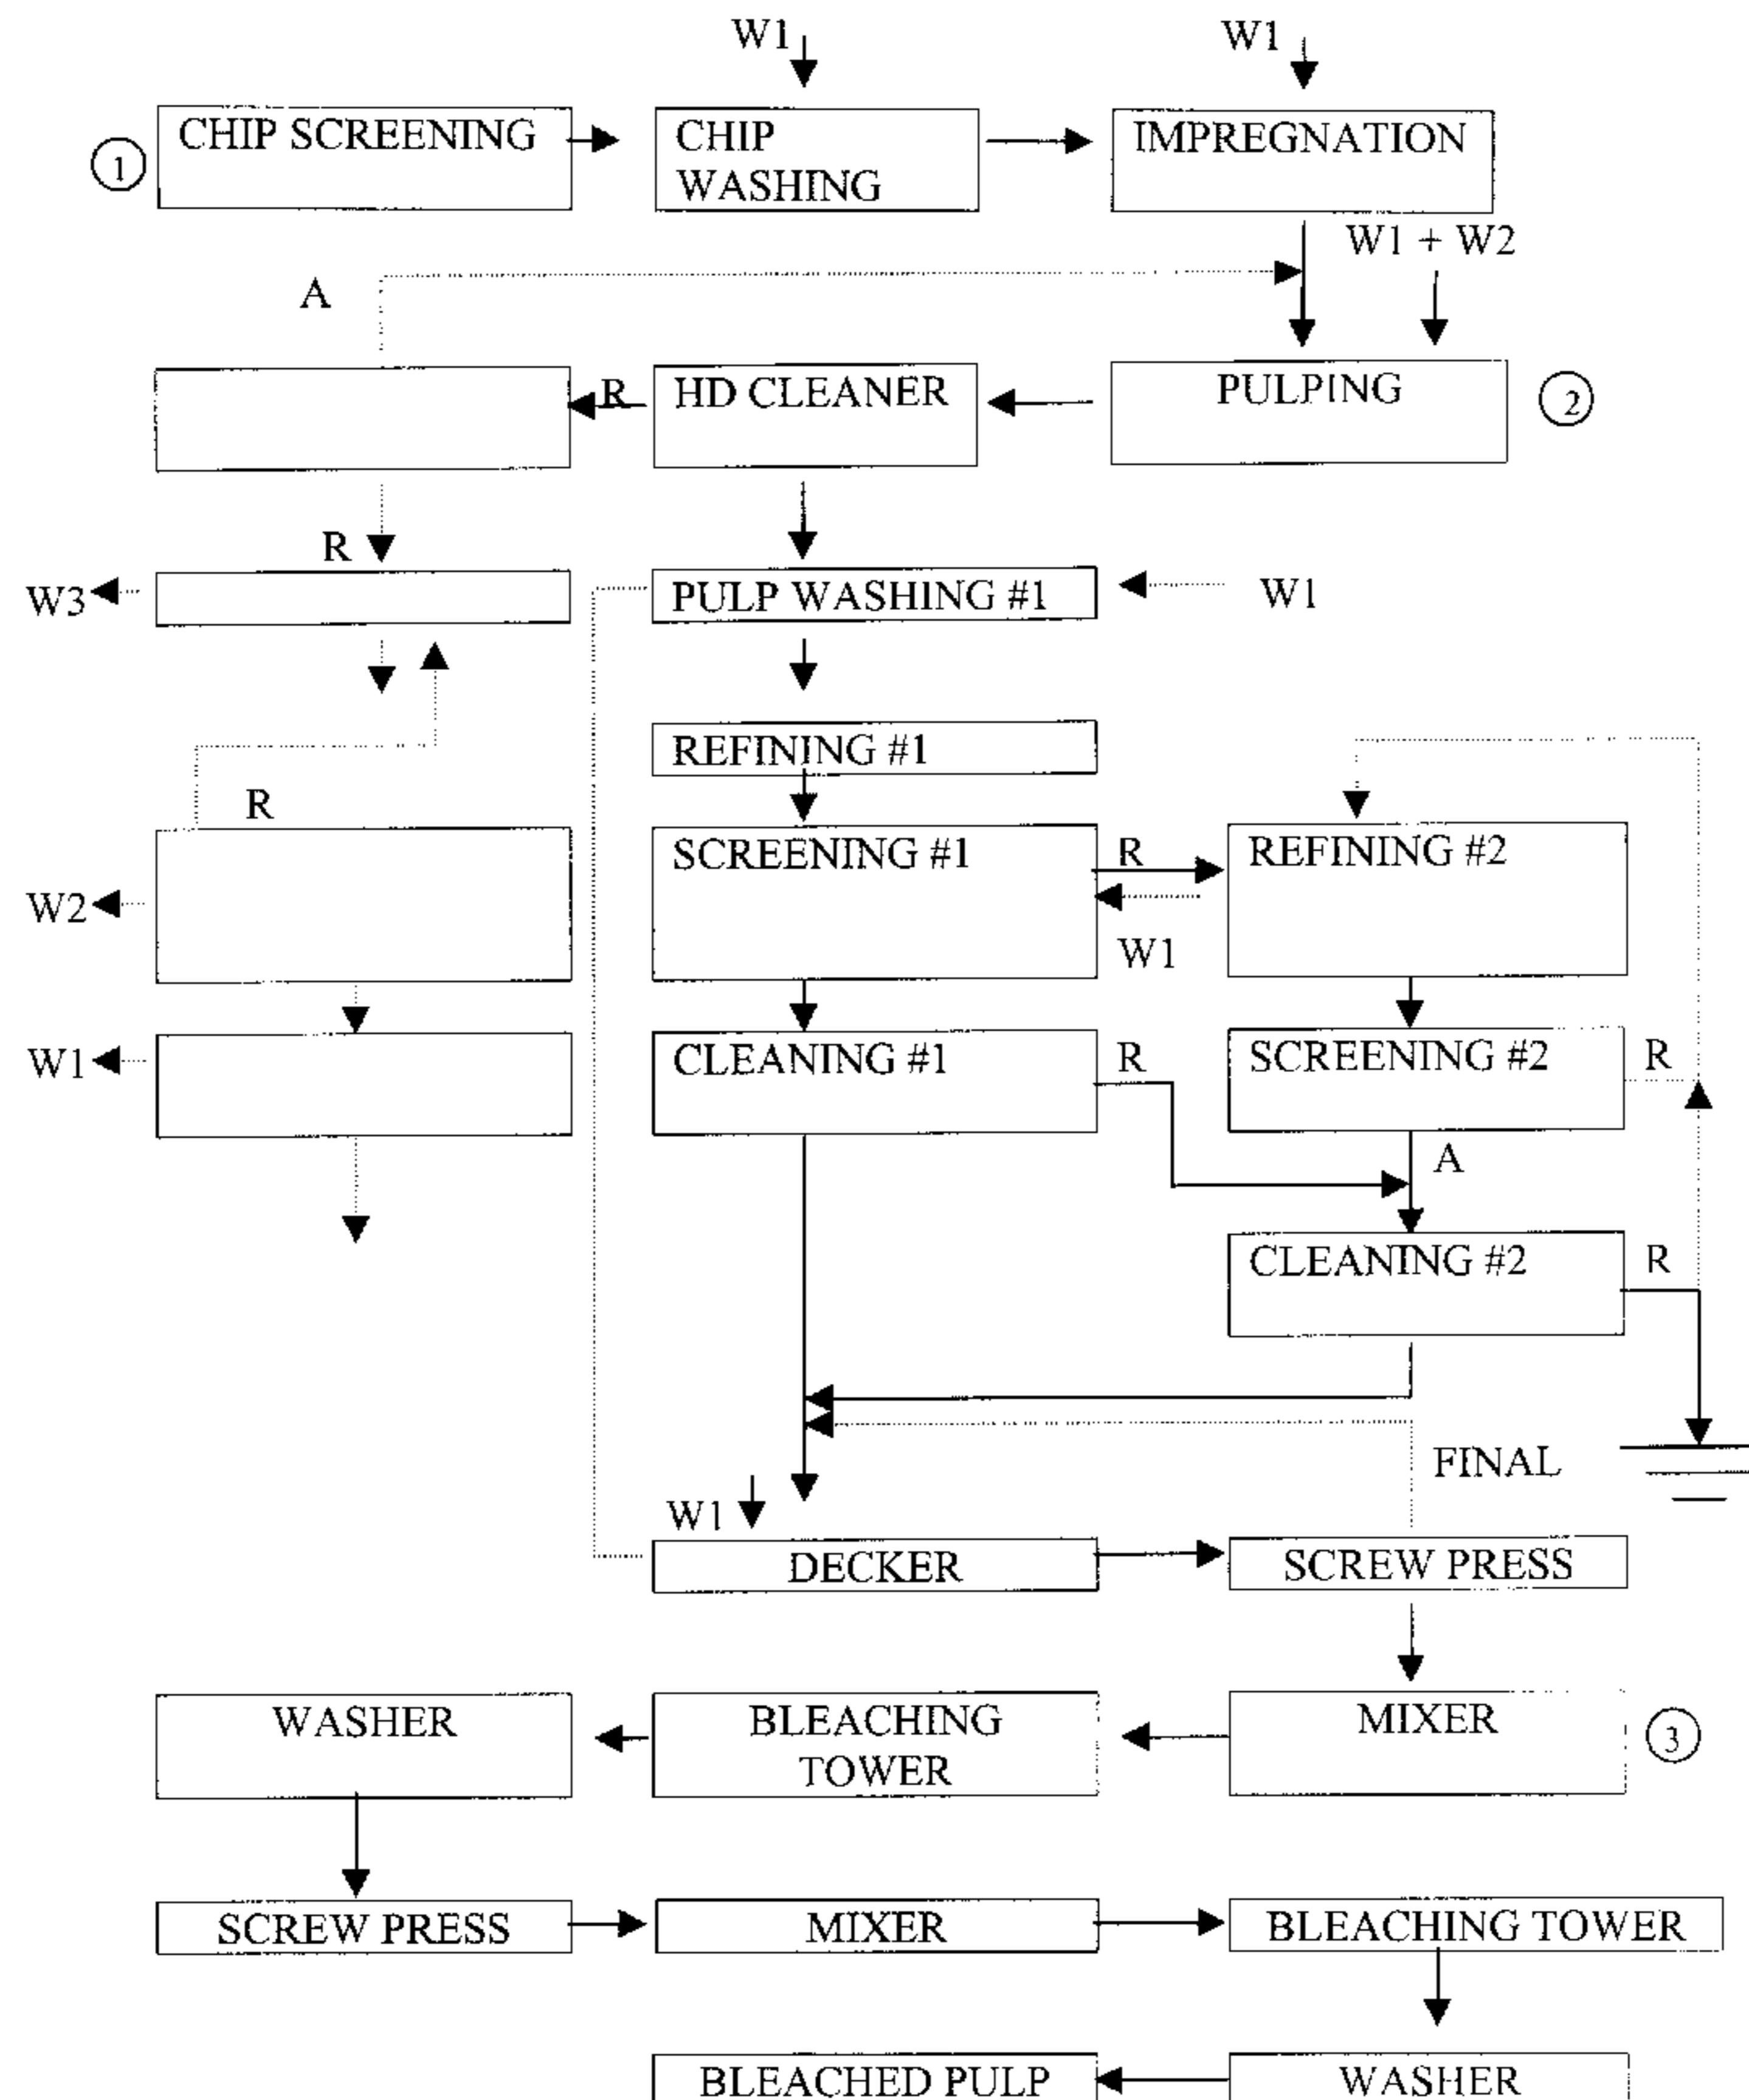 W1
W1
1
CHIP SCREENING
CHIP
WASHING
IMPREGNATION
W1 + W2
A
R
HD CLEANER
PULPING
2
R
W3
PULP WASHING #1
W1
REFINING #1
R
SCREENING #1
R
REFINING #2
W2
W1
W1
CLEANING #1
R
SCREENING #2
R
A
CLEANING #2
R
FINAL
W1
DECKER
SCREW PRESS
WASHER
BLEACHING
TOWER
MIXER
3
SCREW PRESS
MIXER
BLEACHING TOWER
BLEACHED PULP
WASHER